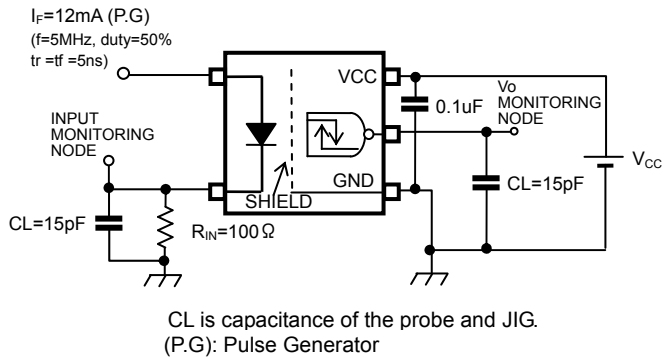 IF=12mA (P.G)
(f=5MHz, duty=50%
tr =tf =5ns)
VCC
Vo
MONITORING
NODE
0.1uF
INPUT
MONITORING
NODE
VCC
GND
SHIELD
CL=15pF
CL=15pF
RIN=100Ω
CL is capacitance of the probe and JIG.
(P.G): Pulse Generator